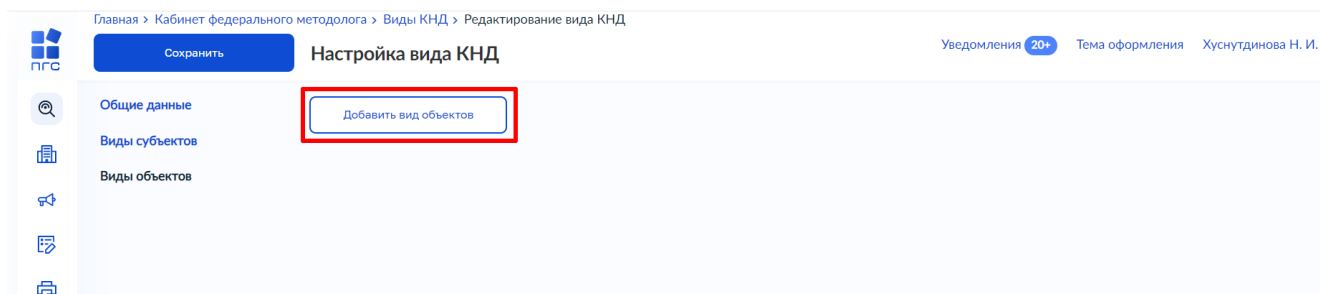 Главная > Кабинет федерального методолога > Виды КНД > Редактирование вида КНД
Сохранить
Настройка вида КНД
Уведомления 20+ Тема оформления Хуснутдинова Н. И.
ПГС
Общие данные
Добавить вид объектов
Виды субъектов
Виды объектов